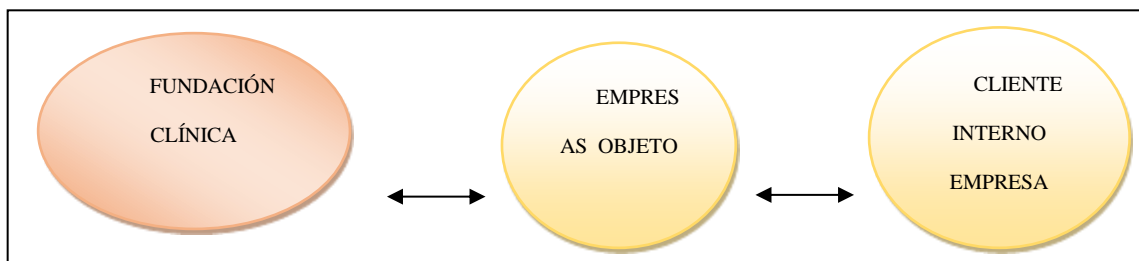 FUNDACIÓN
CLÍNICA
EMPRES
AS OBJETO
CLIENTE
INTERNO
EMPRESA